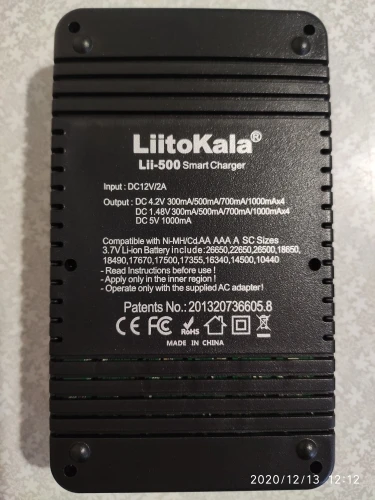 LiitoKala®
Lii-500 Smart Charger
Input : DC12V/2A
Output : DC 4.2V 300mA/500mA/700mA/1000mA×4
DC 1.48V 300mA/500mA/700mA/1000mA×4
DC 5V 1000mA
Compatible with Ni-MH/Cd,AA AAA A SC Sizes
3.7V Li-ion Battery include:26650,22650,26500,18650,
18490,17670,17500,17355,16340,14500,10440
- Read Instructions before use !
- Apply only in the inner region !
- Operate only with the supplied AC adapter!
Patents No.: 201320736605.8
CE FC RoHS
MADE IN CHINA
2020/12/13 12:12